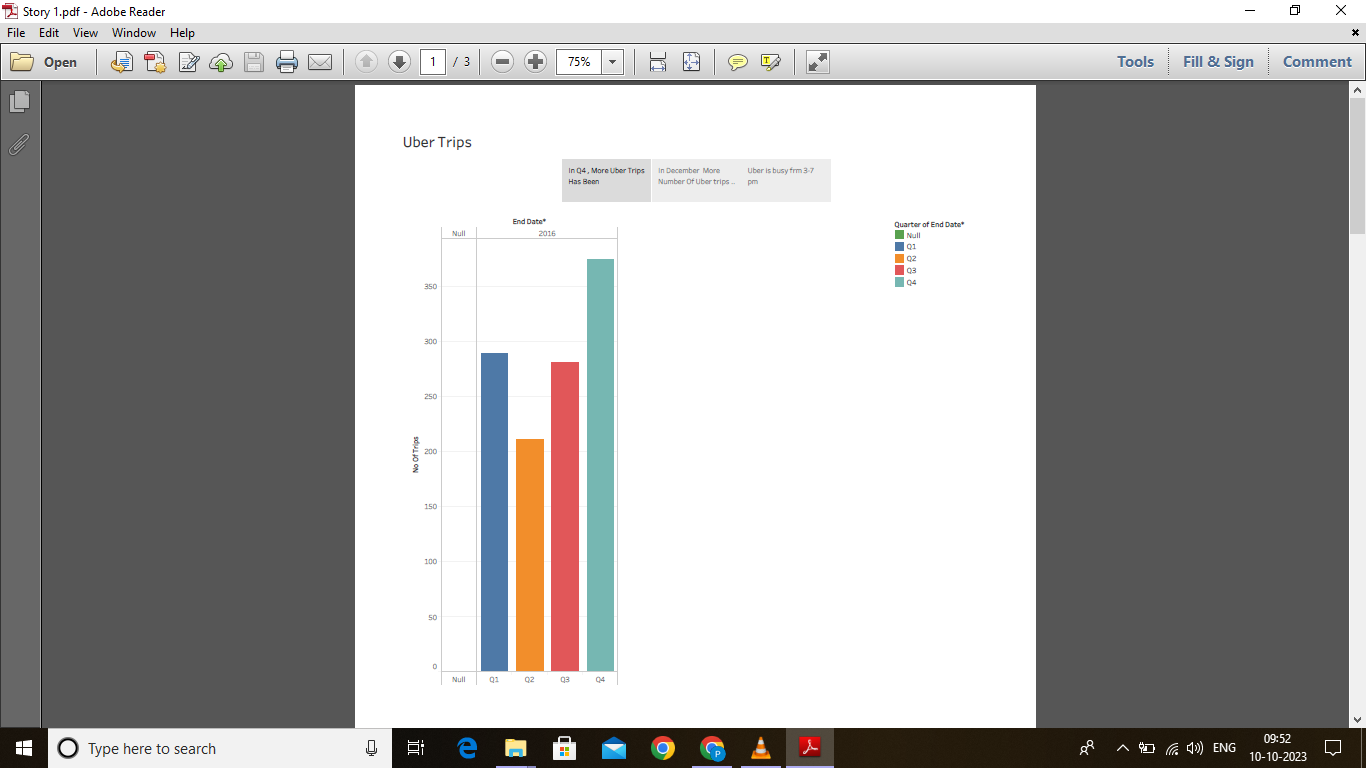 Story 1.pdf - Adobe Reader
File Edit View Window Help
Open 1 / 3 75% Tools Fill & Sign Comment
Uber Trips
In Q4 , More Uber Trips
Has Been
In December More
Number Of Uber trips ..
Uber is busy frm 3-7
pm
End Date*
Null 2016
350
300
250
200
150
100
50
0
No Of Trips
Null Q1 Q2 Q3 Q4
Quarter of End Date*
Null
Q1
Q2
Q3
Q4
Type here to search
ENG
09:52
10-10-2023